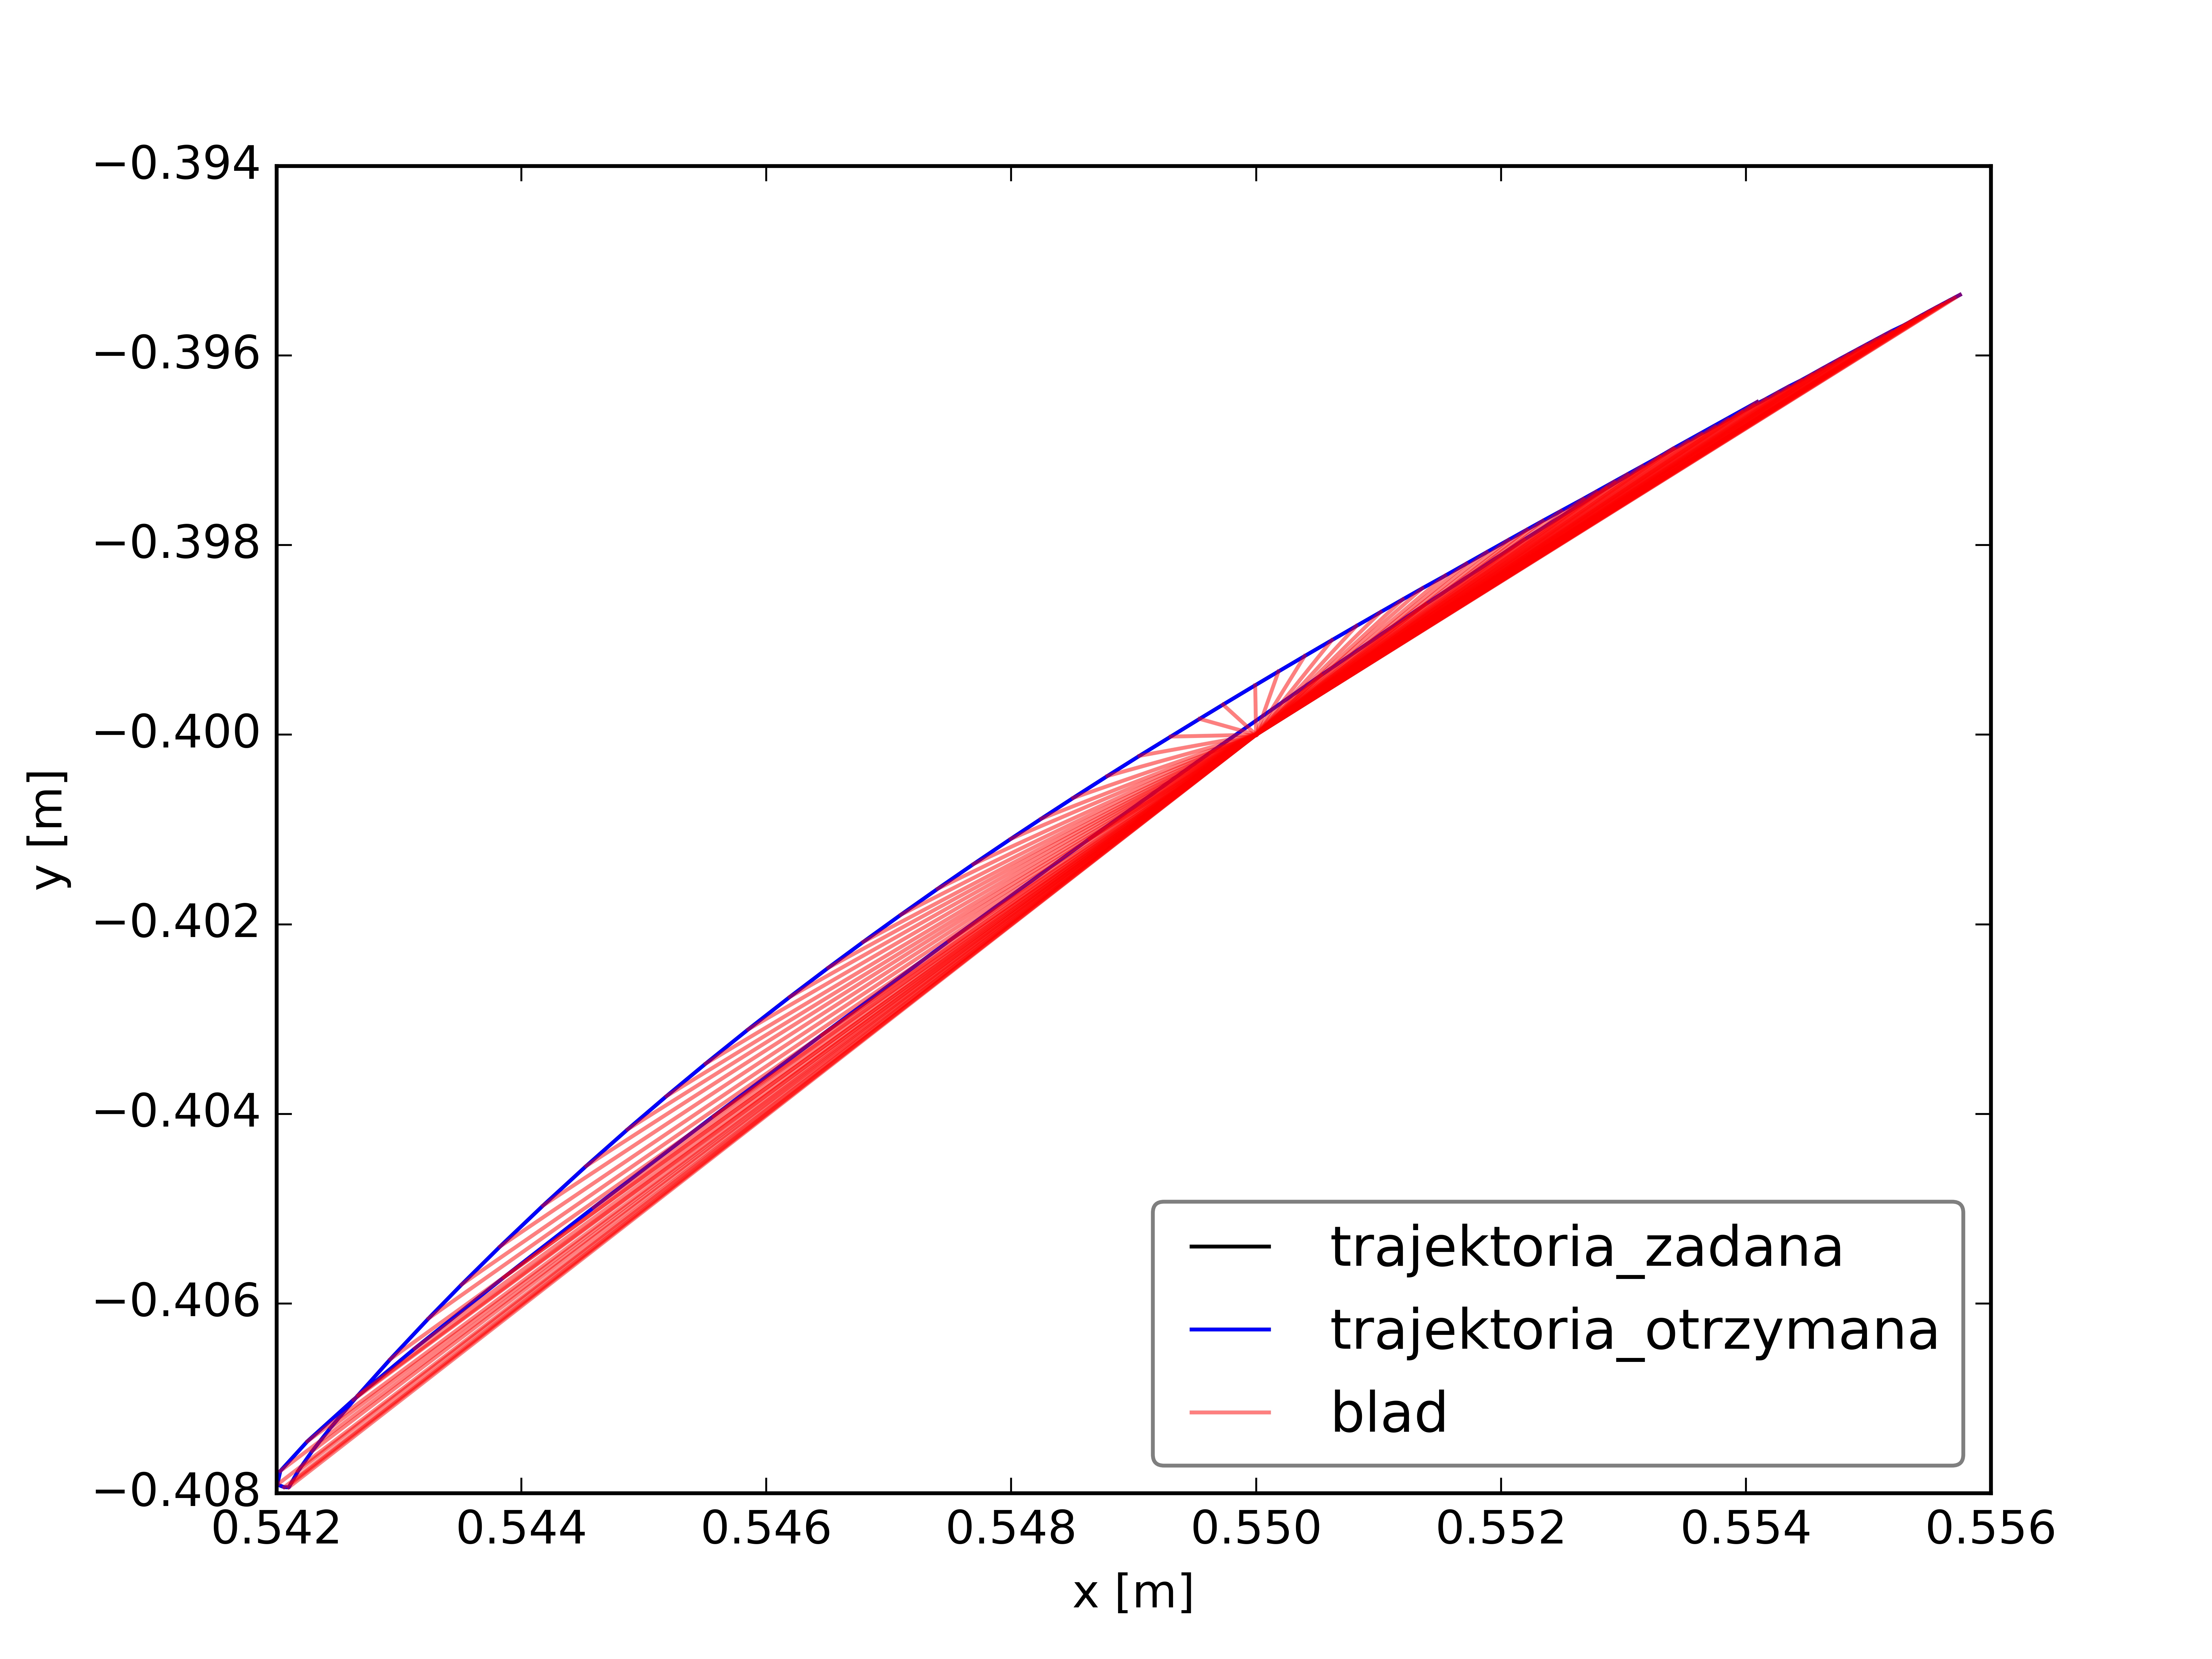 −0.394
−0.396
−0.398
−0.400
−0.402
−0.404
−0.406
−0.408
y [m]
0.542 0.544 0.546 0.548 0.550 0.552 0.554 0.556
x [m]
trajektoria_zadana
trajektoria_otrzymana
blad